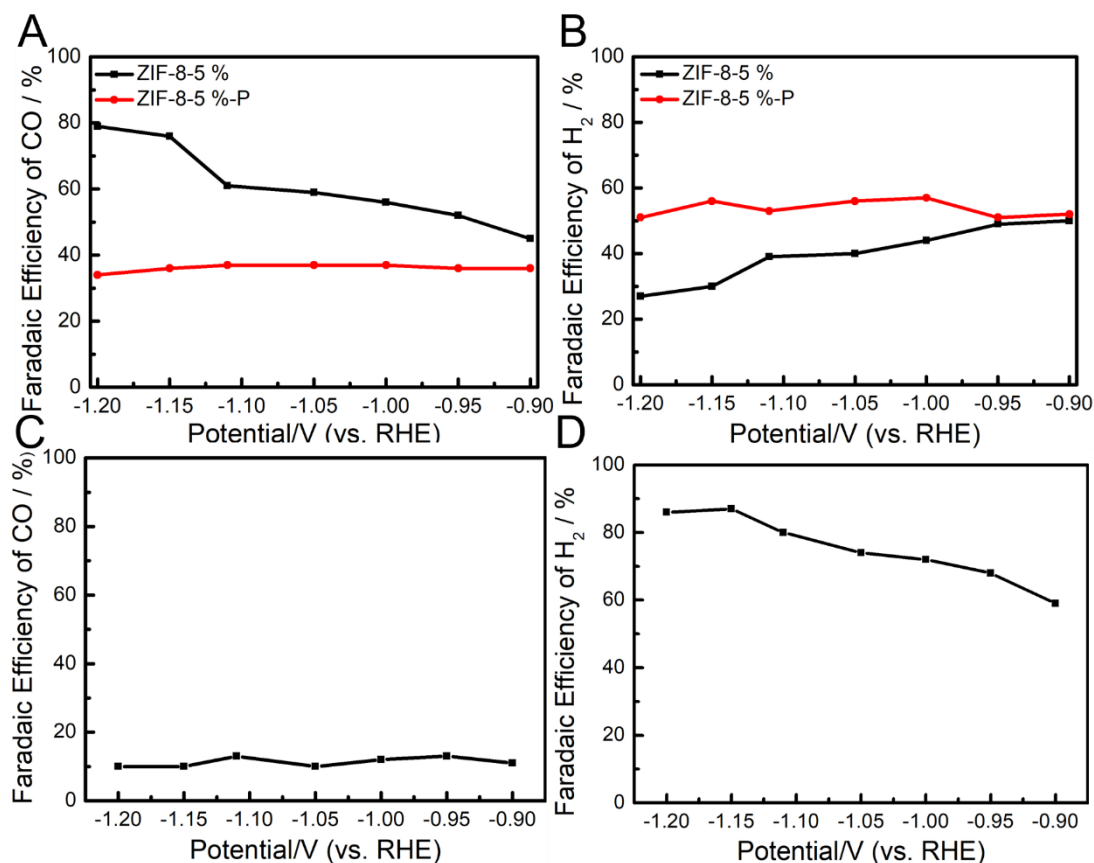 A
100
80
60
40
20
0
Faradaic Efficiency of CO / %
ZIF-8-5 %
ZIF-8-5 %-P
-1.20 -1.15 -1.10 -1.05 -1.00 -0.95 -0.90
Potential/V (vs. RHE)
B
100
80
60
40
20
0
Faradaic Efficiency of H2 / %
ZIF-8-5 %
ZIF-8-5 %-P
-1.20 -1.15 -1.10 -1.05 -1.00 -0.95 -0.90
Potential/V (vs. RHE)
C
100
80
60
40
20
0
Faradaic Efficiency of CO / %)
-1.20 -1.15 -1.10 -1.05 -1.00 -0.95 -0.90
Potential/V (vs. RHE)
D
100
80
60
40
20
0
Faradaic Efficiency of H2 / %
-1.20 -1.15 -1.10 -1.05 -1.00 -0.95 -0.90
Potential/V (vs. RHE)